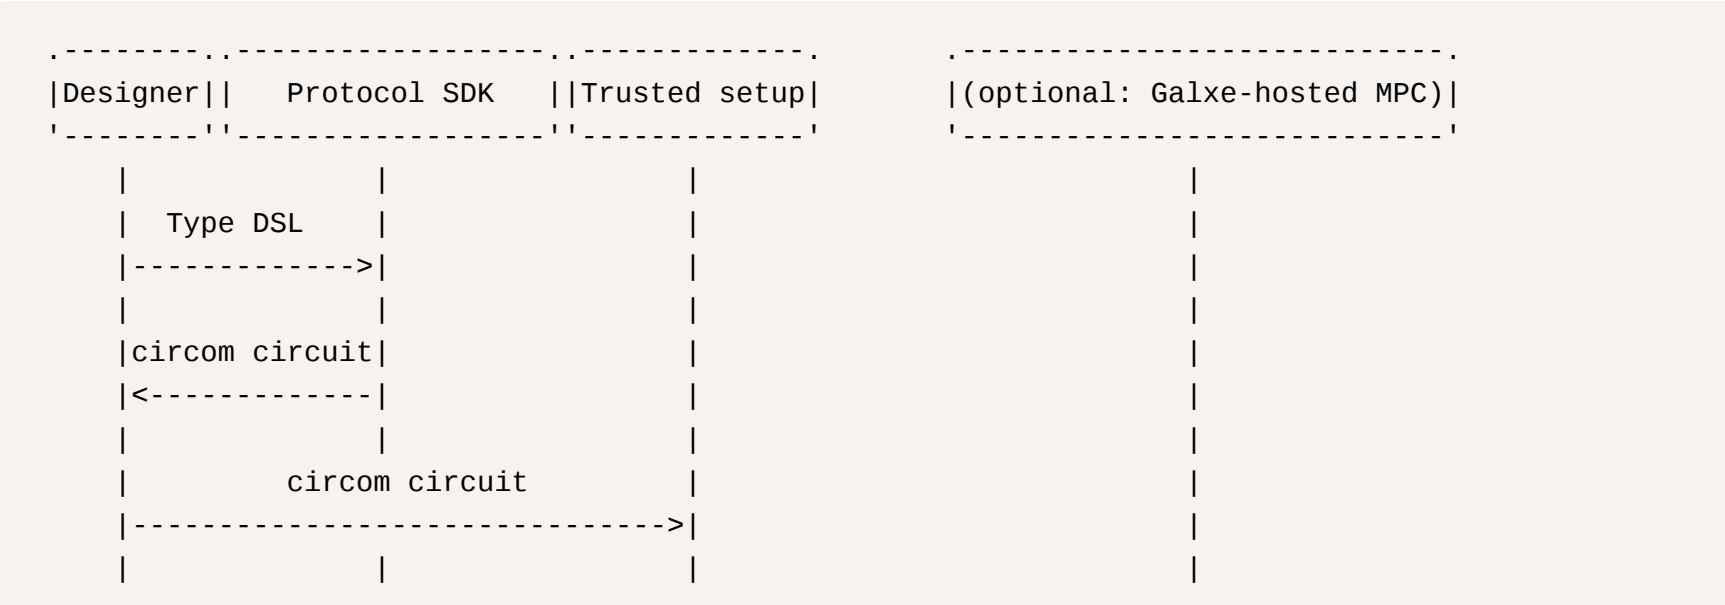 .--------..------------------..-------------.       .----------------------------.
|Designer||   Protocol SDK   ||Trusted setup|       |(optional: Galxe-hosted MPC)|
'--------''------------------''-------------'       '----------------------------'
    |              |                 |                            |
    |  Type DSL    |                 |                            |
    |------------->|                 |                            |
    |              |                 |                            |
    |circom circuit|                 |                            |
    |<-------------|                 |                            |
    |              |                 |                            |
    |         circom circuit         |                            |
    |------------------------------->|                            |
    |              |                 |                            |